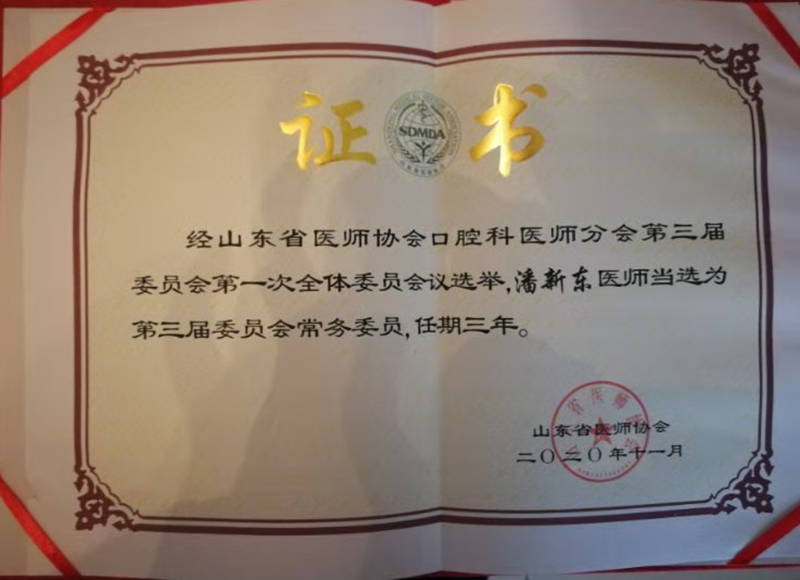 证 SDMDA 书
经山东省医师协会口腔科医师分会第三届
委员会第一次全体委员会议选举,潘新东医师当选为
第三届委员会常务委员,任期三年。
山东省医师协会
二〇二〇年十一月